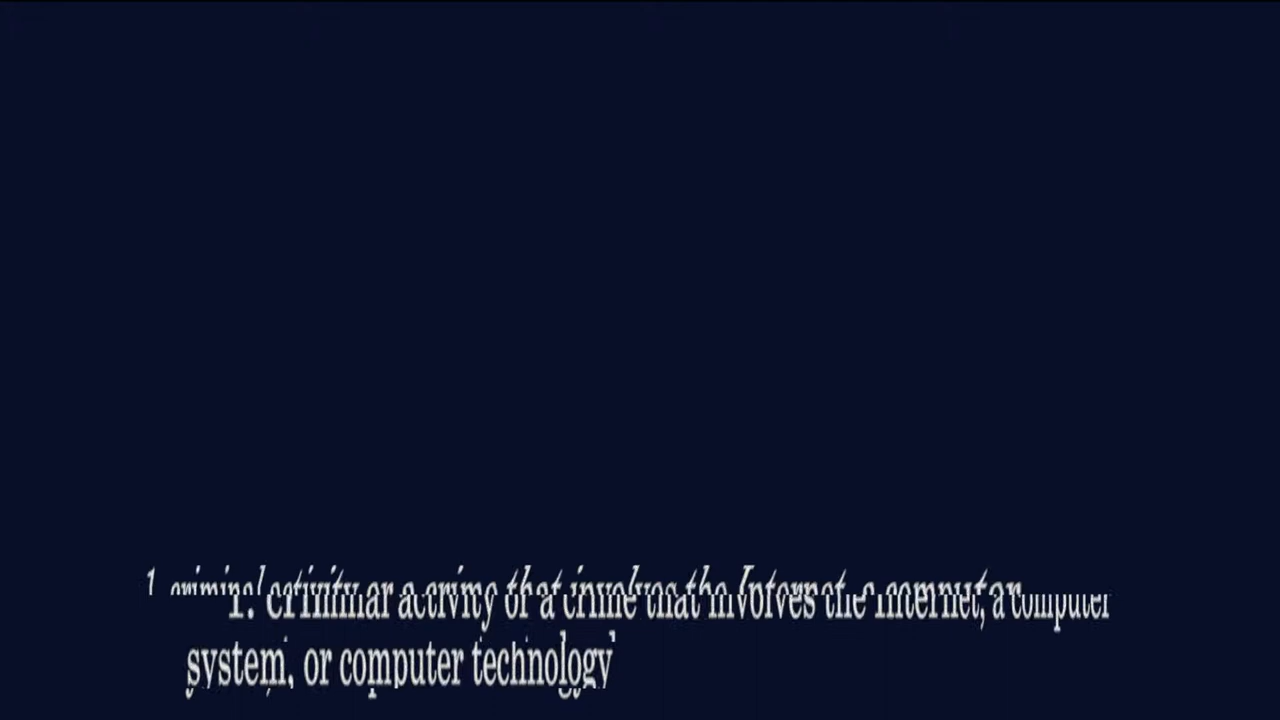 1. criminal activity or a crime that involves the Internet, a computer
system, or computer technology